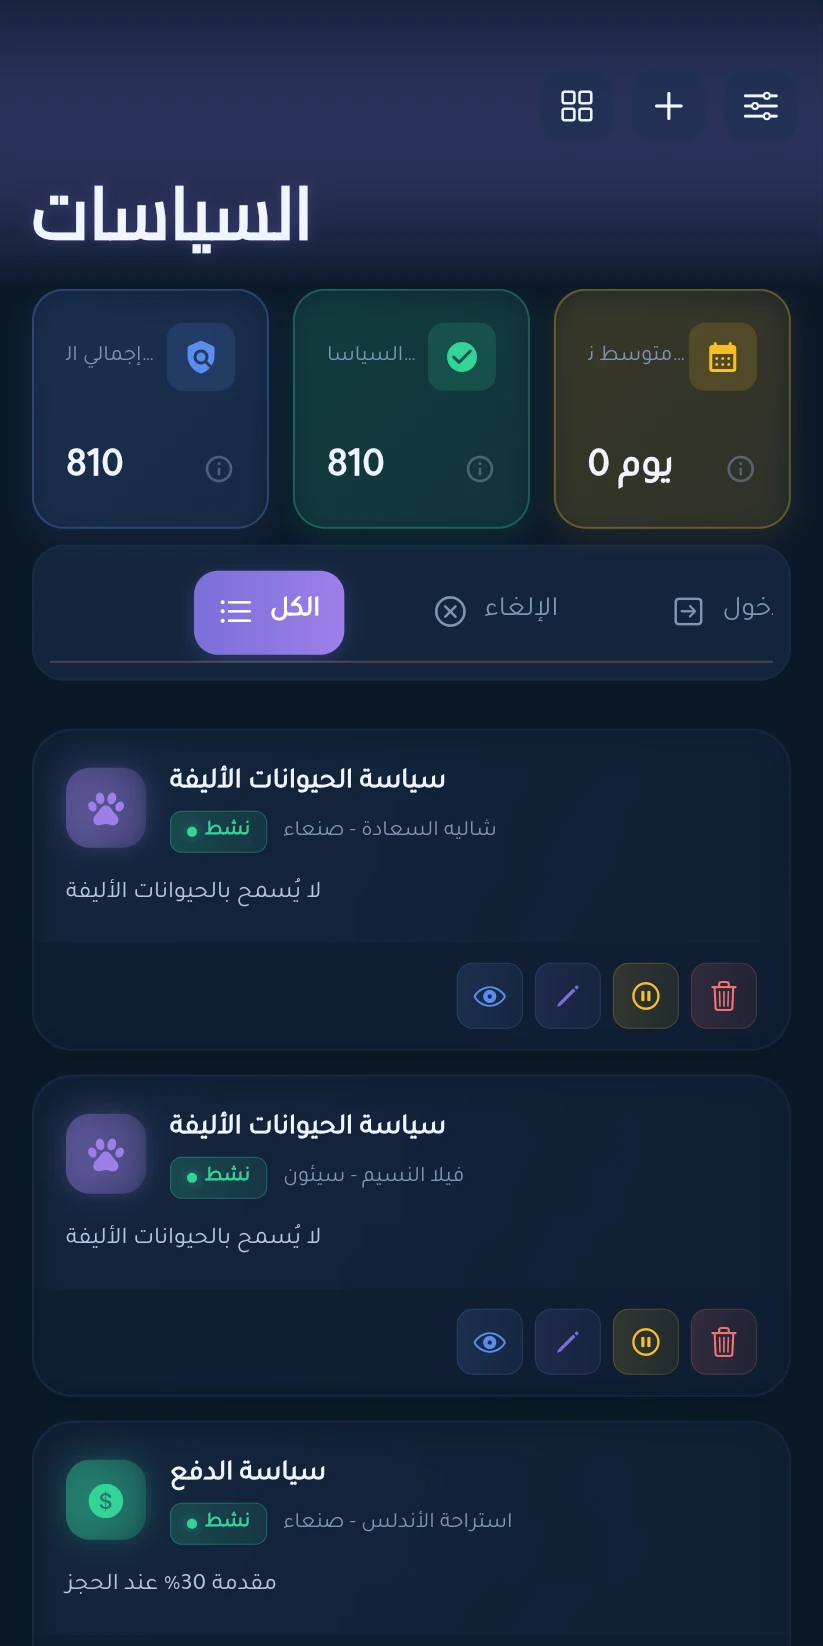 السياسات
إجمالي ال...
السياسا...
متوسط ن...
810
810
0 يوم
الكل
الإلغاء
خول
سياسة الحيوانات الأليفة
نشط
شاليه السعادة - صنعاء
لا يُسمح بالحيوانات الأليفة
سياسة الحيوانات الأليفة
نشط
فيلا النسيم - سيئون
لا يُسمح بالحيوانات الأليفة
سياسة الدفع
نشط
استراحة الأندلس - صنعاء
مقدمة 30% عند الحجز